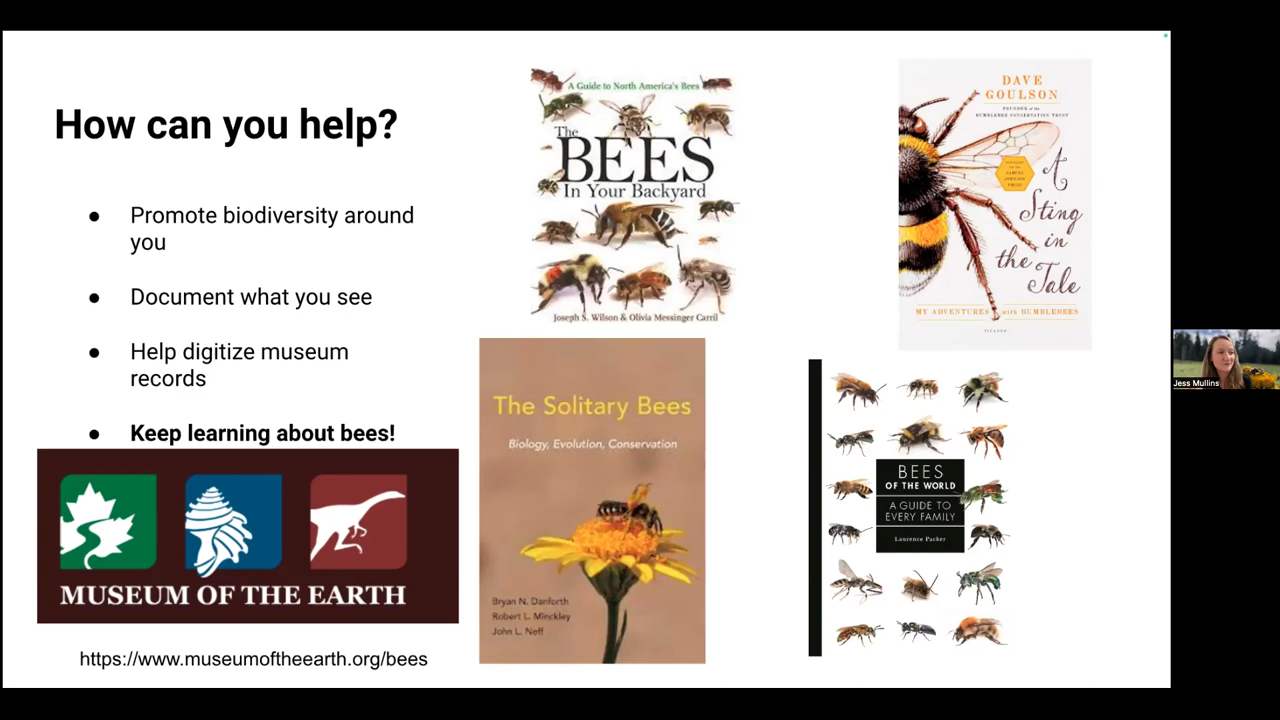 How can you help?
● Promote biodiversity around
you
● Document what you see
● Help digitize museum
records
● Keep learning about bees!
MUSEUM OF THE EARTH
https://www.museumoftheearth.org/bees
A Guide to North America's Bees
The
BEES
In Your Backyard
Joseph S. Wilson & Olivia Messinger Carril
DAVE
GOULSON
FOUNDER of the
BUMBLEBEE CONSERVATION TRUST
A
Sting
in
the
Tale
MY ADVENTURES with BUMBLEBEES
PICADOR
The Solitary Bees
Biology, Evolution, Conservation
Bryan N. Danforth
Robert L. Minckley
John L. Neff
BEES
OF THE WORLD
A GUIDE TO
EVERY FAMILY
Laurence Packer
Jess Mullins